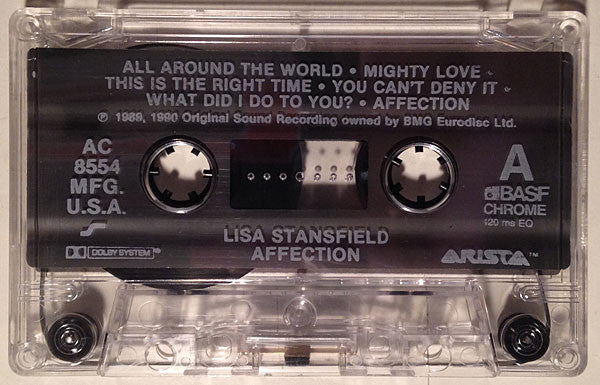 ALL AROUND THE WORLD • MIGHTY LOVE •
THIS IS THE RIGHT TIME • YOU CAN'T DENY IT •
WHAT DID I DO TO YOU? • AFFECTION
℗ 1989, 1990 Original Sound Recording owned by BMG Eurodisc Ltd.
AC
8554
MFG.
U.S.A.
DOLBY SYSTEM
A
BASF
CHROME
120 ms EQ
LISA STANSFIELD
AFFECTION
ARISTA™